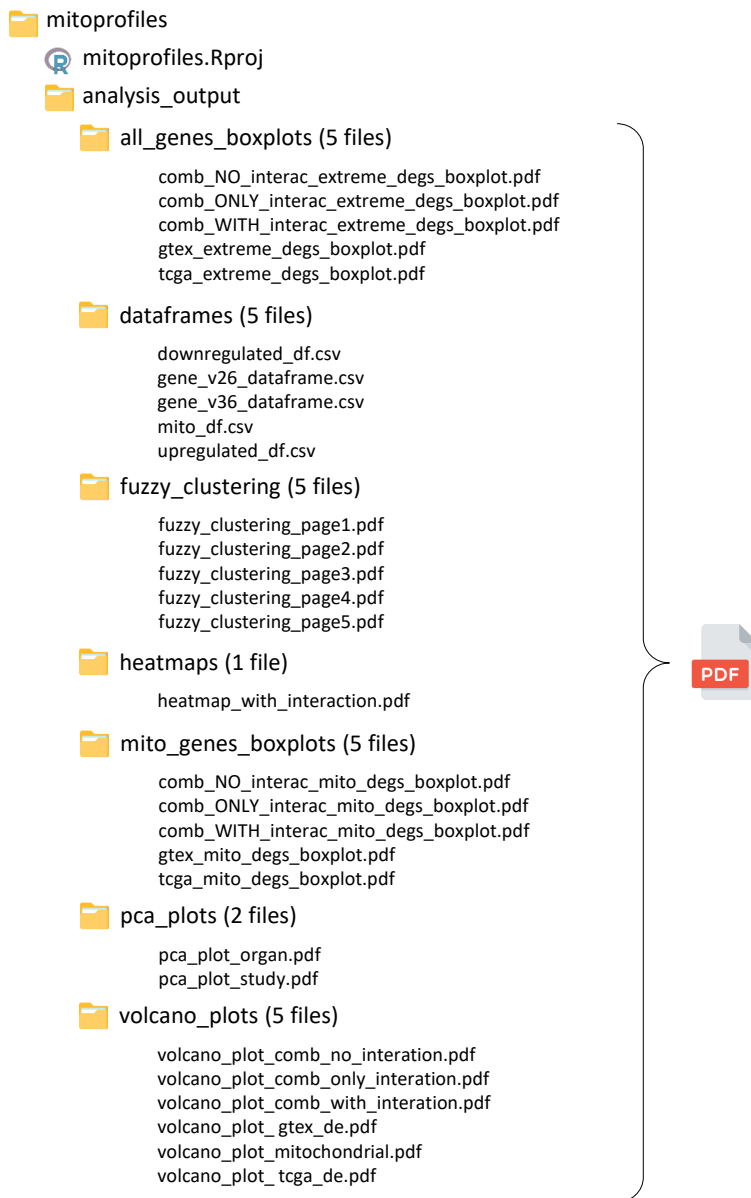 mitoprofiles
R mitoprofiles.Rproj
analysis_output
all_genes_boxplots (5 files)
comb_NO_interac_extreme_degs_boxplot.pdf
comb_ONLY_interac_extreme_degs_boxplot.pdf
comb_WITH_interac_extreme_degs_boxplot.pdf
gtex_extreme_degs_boxplot.pdf
tcga_extreme_degs_boxplot.pdf
dataframes (5 files)
downregulated_df.csv
gene_v26_dataframe.csv
gene_v36_dataframe.csv
mito_df.csv
upregulated_df.csv
fuzzy_clustering (5 files)
fuzzy_clustering_page1.pdf
fuzzy_clustering_page2.pdf
fuzzy_clustering_page3.pdf
fuzzy_clustering_page4.pdf
fuzzy_clustering_page5.pdf
heatmaps (1 file)
heatmap_with_interaction.pdf
PDF
mito_genes_boxplots (5 files)
comb_NO_interac_mito_degs_boxplot.pdf
comb_ONLY_interac_mito_degs_boxplot.pdf
comb_WITH_interac_mito_degs_boxplot.pdf
gtex_mito_degs_boxplot.pdf
tcga_mito_degs_boxplot.pdf
pca_plots (2 files)
pca_plot_organ.pdf
pca_plot_study.pdf
volcano_plots (5 files)
volcano_plot_comb_no_interation.pdf
volcano_plot_comb_only_interation.pdf
volcano_plot_comb_with_interation.pdf
volcano_plot_ gtex_de.pdf
volcano_plot_mitochondrial.pdf
volcano_plot_ tcga_de.pdf